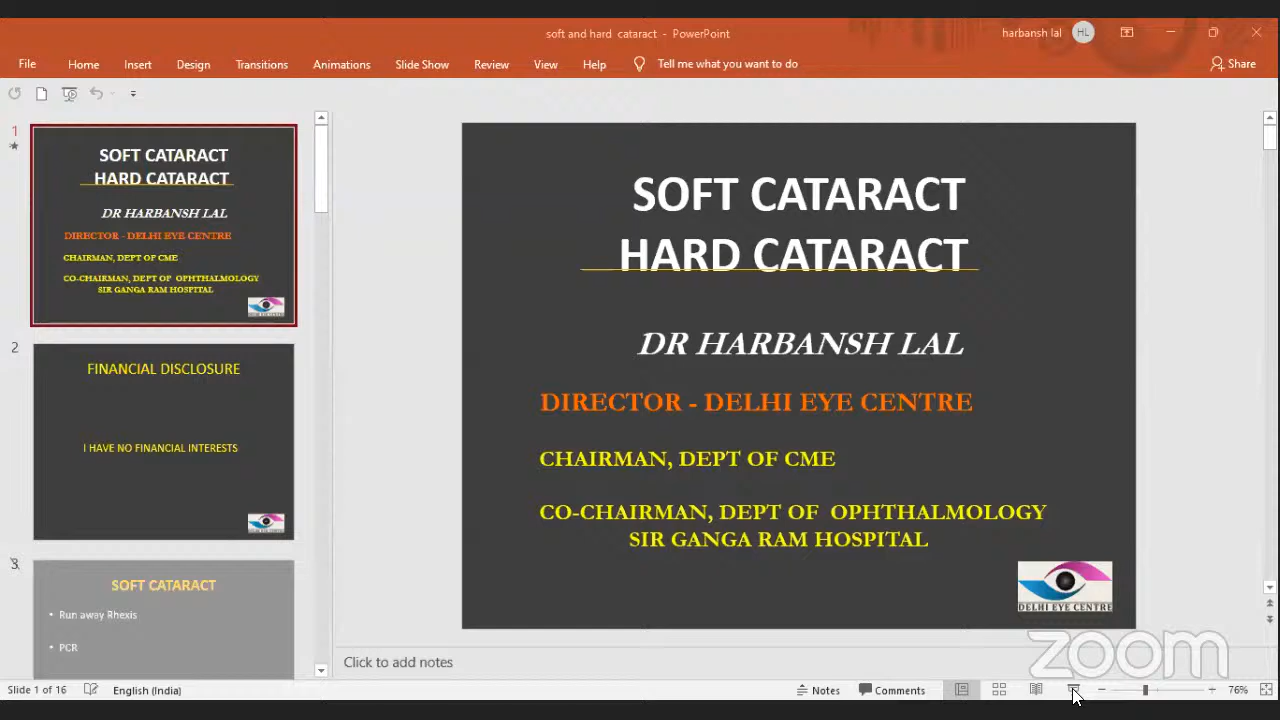 soft and hard cataract - PowerPoint
harbansh lal HL
File Home Insert Design Transitions Animations Slide Show Review View Help Tell me what you want to do Share
1
SOFT CATARACT
HARD CATARACT
DR HARBANSH LAL
DIRECTOR - DELHI EYE CENTRE
CHAIRMAN, DEPT OF CME
CO-CHAIRMAN, DEPT OF OPHTHALMOLOGY
SIR GANGA RAM HOSPITAL
2
FINANCIAL DISCLOSURE
I HAVE NO FINANCIAL INTERESTS
3
SOFT CATARACT
• Run away Rhexis
• PCR
SOFT CATARACT
HARD CATARACT
DR HARBANSH LAL
DIRECTOR - DELHI EYE CENTRE
CHAIRMAN, DEPT OF CME
CO-CHAIRMAN, DEPT OF OPHTHALMOLOGY
SIR GANGA RAM HOSPITAL
DELHI EYE CENTRE
zoom
Click to add notes
Slide 1 of 16 English (India) Notes Comments 76%